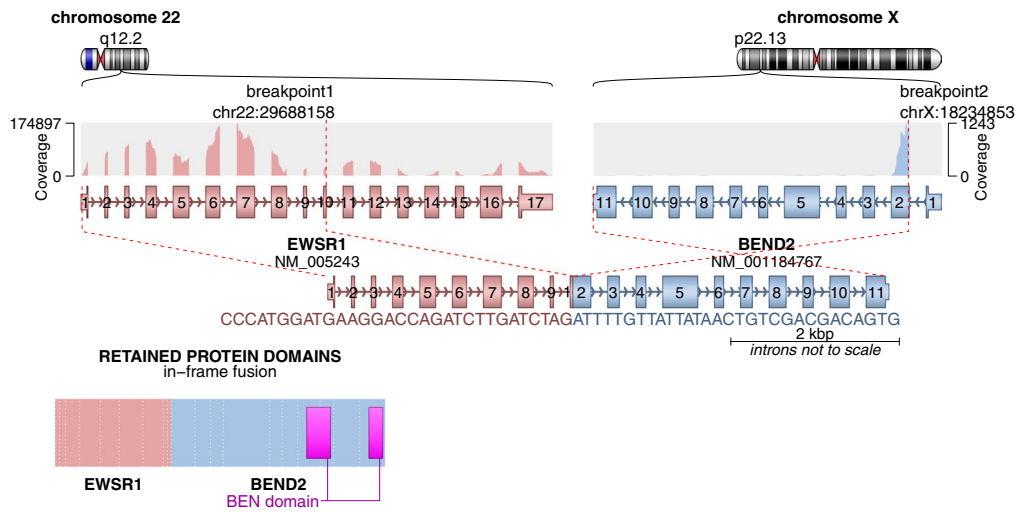 chromosome 22
chromosome X
q12.2
p22.13
breakpoint1
chr22:29688158
breakpoint2
chrX:18234853
174897
0
Coverage
1243
0
Coverage
1 2 3 4 5 6 7 8 9 10 11 12 13 14 15 16 17
11 10 9 8 7 6 5 4 3 2 1
EWSR1
NM_005243
BEND2
NM_001184767
1 2 3 4 5 6 7 8 9 1 2 3 4 5 6 7 8 9 10 11
CCCATGGATGAAGGACCAGATCTTGATCTAGATTTTGTTATTATAACTGTCGACGACAGTG
2 kbp
introns not to scale
RETAINED PROTEIN DOMAINS
in−frame fusion
EWSR1
BEND2
BEN domain